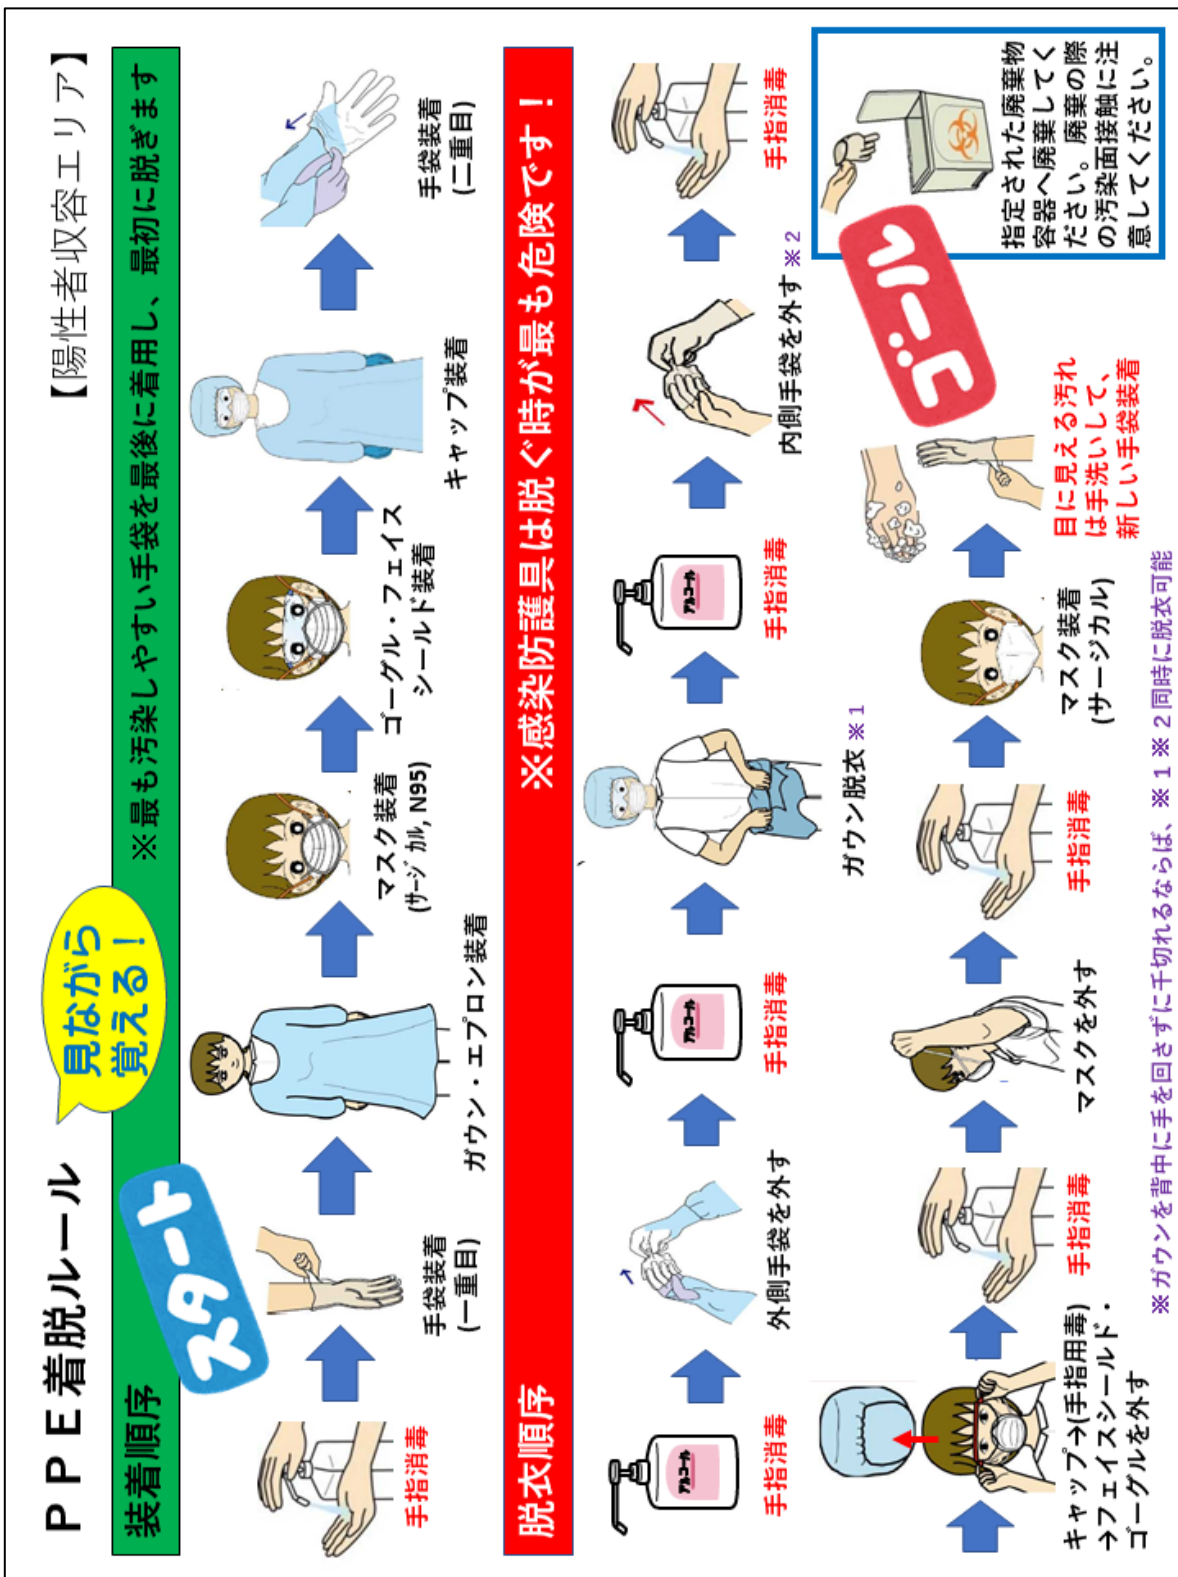 ＰＰＥ着脱ルール
見ながら
覚える！
【陽性者収容エリア】
装着順序
※最も汚染しやすい手袋を最後に着用し、最初に脱ぎます
スタート
手指消毒
手袋装着
(一重目)
ガウン・エプロン装着
マスク装着
(ｻｰｼﾞｶﾙ, N95)
ゴーグル・フェイス
シールド装着
キャップ装着
手袋装着
(二重目)
脱衣順序
※感染防護具は脱ぐ時が最も危険です！
アルコール
手指消毒
外側手袋を外す
アルコール
手指消毒
ガウン脱衣 ※１
アルコール
手指消毒
内側手袋を外す ※２
手指消毒
キャップ→(手指用毒)
→フェイスシールド・
ゴーグルを外す
手指消毒
マスクを外す
手指消毒
マスク装着
(サージカル)
目に見える汚れ
は手洗いして、
新しい手袋装着
ゴール
指定された廃棄物
容器へ廃棄してく
ださい。廃棄の際
の汚染面接触に注
意してください。
※ガウンを背中に手を回さずに千切れるならば、※１※２同時に脱衣可能